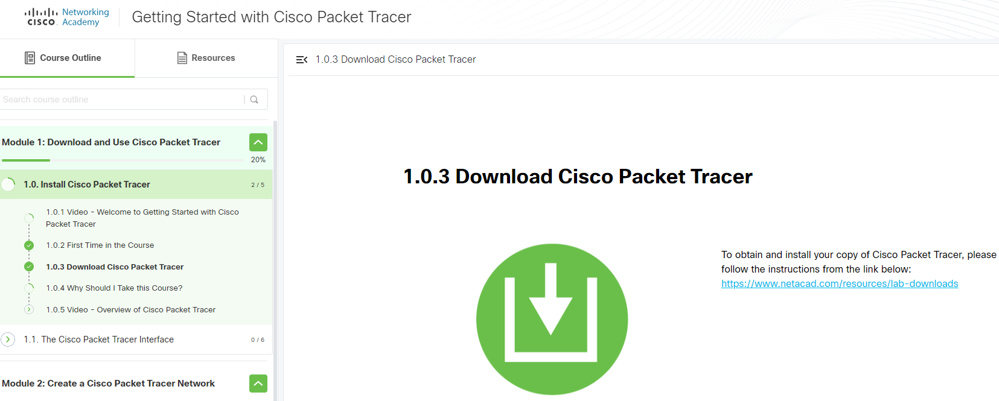 Networking
Academy
CISCO
Getting Started with Cisco Packet Tracer
Course Outline
Resources
Search course outline
Module 1: Download and Use Cisco Packet Tracer
20%
1.0. Install Cisco Packet Tracer
2 / 5
1.0.1 Video - Welcome to Getting Started with Cisco
Packet Tracer
1.0.2 First Time in the Course
1.0.3 Download Cisco Packet Tracer
1.0.4 Why Should I Take this Course?
1.0.5 Video - Overview of Cisco Packet Tracer
1.1. The Cisco Packet Tracer Interface
0 / 6
Module 2: Create a Cisco Packet Tracer Network
1.0.3 Download Cisco Packet Tracer
1.0.3 Download Cisco Packet Tracer
To obtain and install your copy of Cisco Packet Tracer, please
follow the instructions from the link below:
https://www.netacad.com/resources/lab-downloads